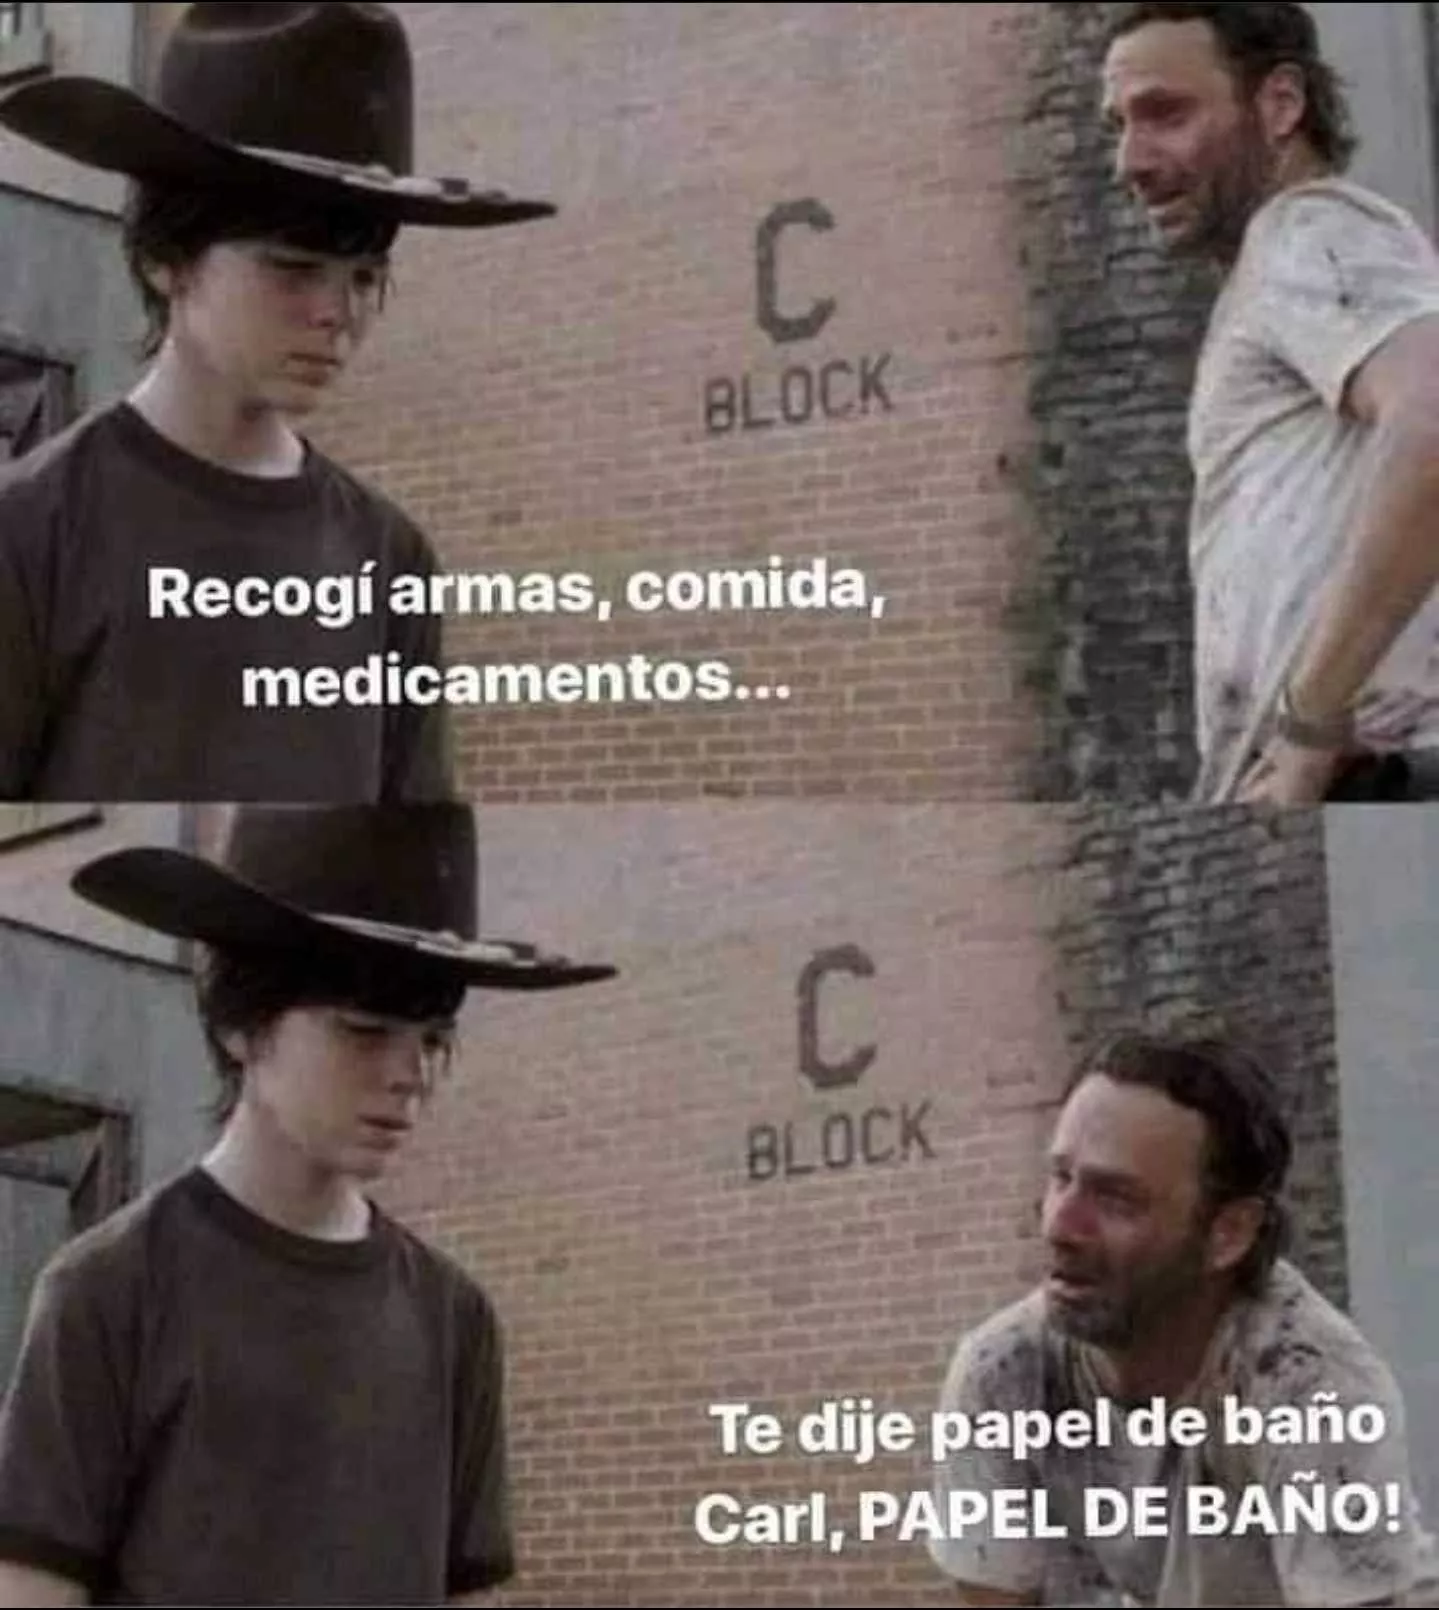 C
BLOCK
Recogí armas, comida,
medicamentos...
C
BLOCK
Te dije papel de baño
Carl, PAPEL DE BAÑO!